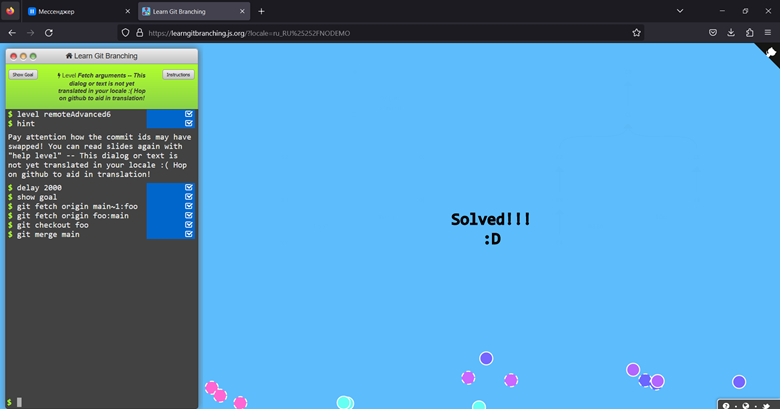 Мессенджер
Learn Git Branching
https://learngitbranching.js.org/?locale=ru_RU%25252FNODEMO
Learn Git Branching
Show Goal
Level Fetch arguments -- This
dialog or text is not yet
translated in your locale :( Hop
on github to aid in translation!
Instructions
$ level remoteAdvanced6
$ hint
Pay attention how the commit ids may have
swapped! You can read slides again with
"help level" -- This dialog or text is
not yet translated in your locale :( Hop
on github to aid in translation!
$ delay 2000
$ show goal
$ git fetch origin main~1:foo
$ git fetch origin foo:main
$ git checkout foo
$ git merge main
$
Solved!!!
:D